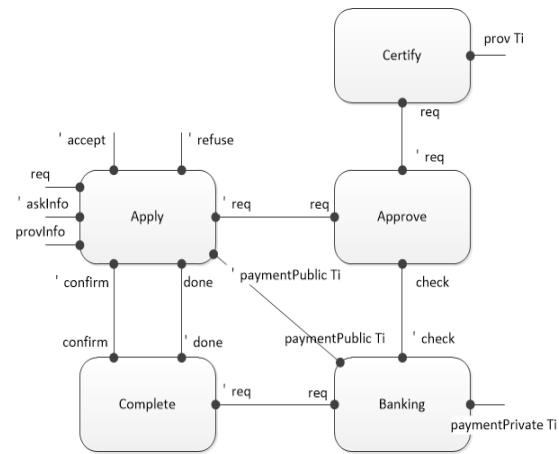 prov Ti
Certify
req
' accept
' refuse
' req
req
' askInfo
provInfo
Apply
' req
req
Approve
' confirm
done
' paymentPublic Ti
check
confirm
' done
paymentPublic Ti
' check
Complete
' req
req
Banking
paymentPrivate Ti